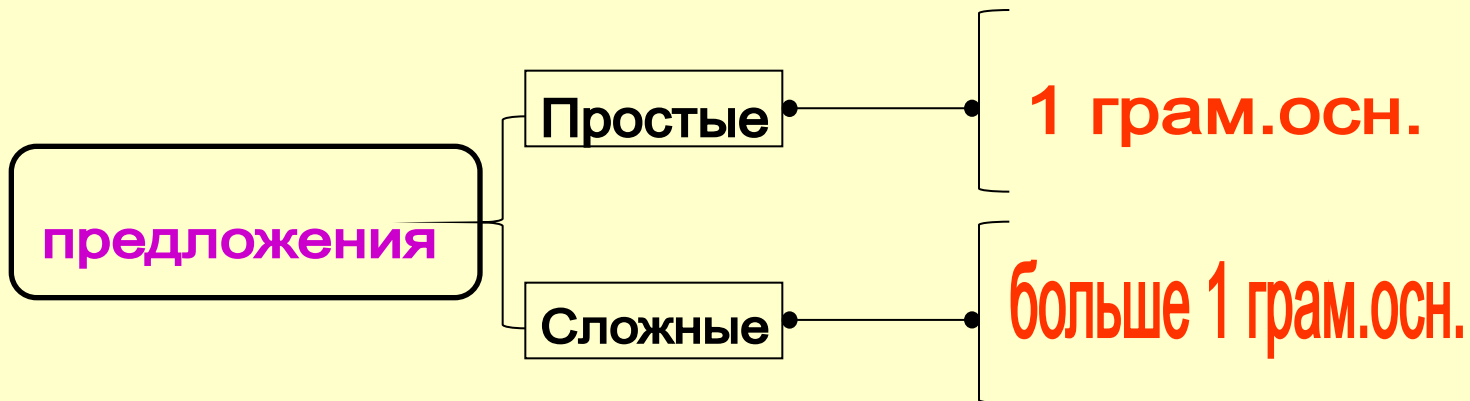 предложения
Простые
1 грам.осн.
Сложные
больше 1 грам.осн.